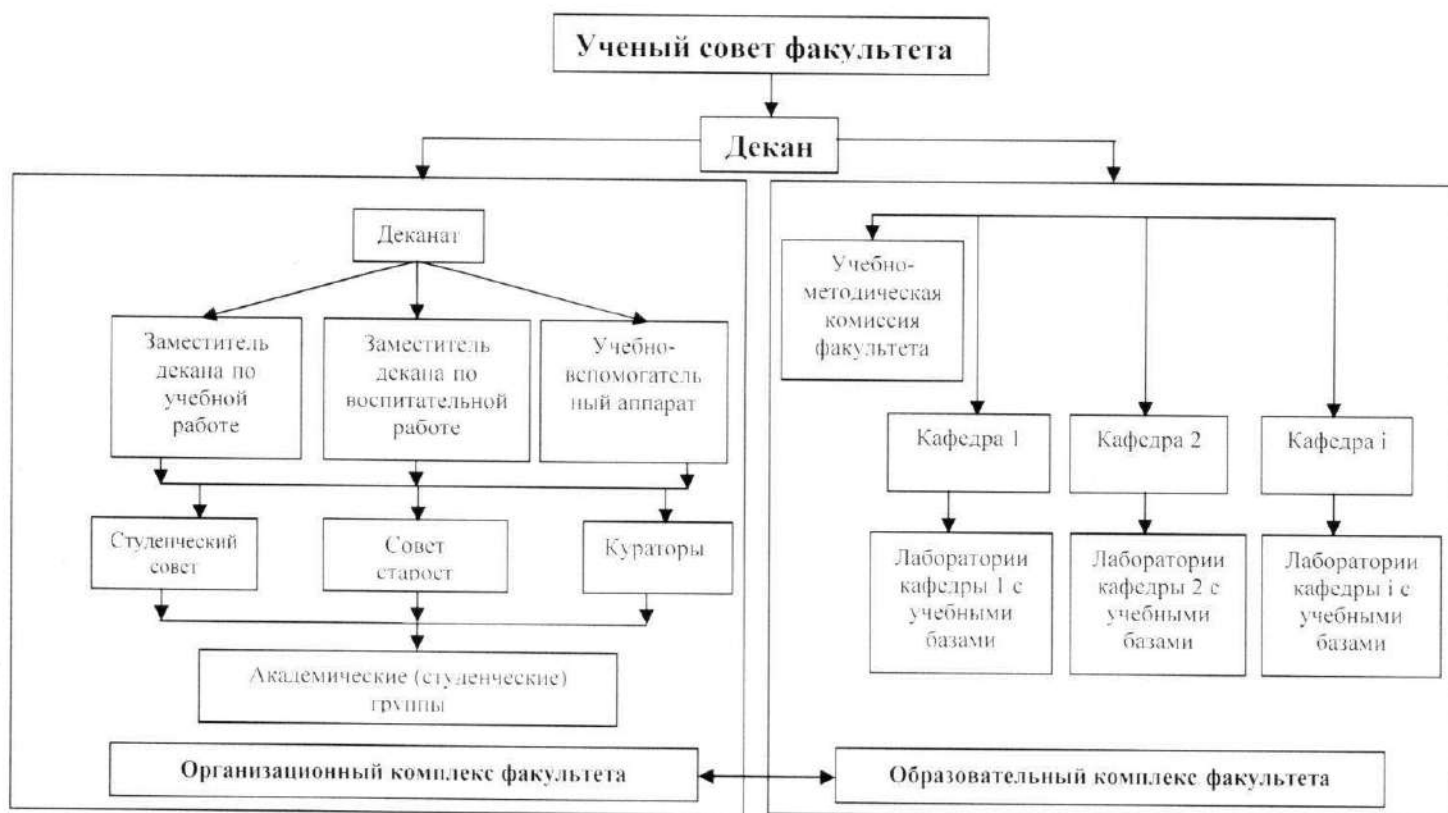 Ученый совет факультета
Декан
Деканат
Заместитель
декана по
учебной
работе
Заместитель
декана по
воспитательной
работе
Учебно-
вспомогатель
ный аппарат
Студенческий
совет
Совет
старост
Кураторы
Академические (студенческие)
группы
Организационный комплекс факультета
Учебно-
методическая
комиссия
факультета
Кафедра 1
Кафедра 2
Кафедра i
Лаборатории
кафедры 1 с
учебными
базами
Лаборатории
кафедры 2 с
учебными
базами
Лаборатории
кафедры i с
учебными
базами
Образовательный комплекс факультета